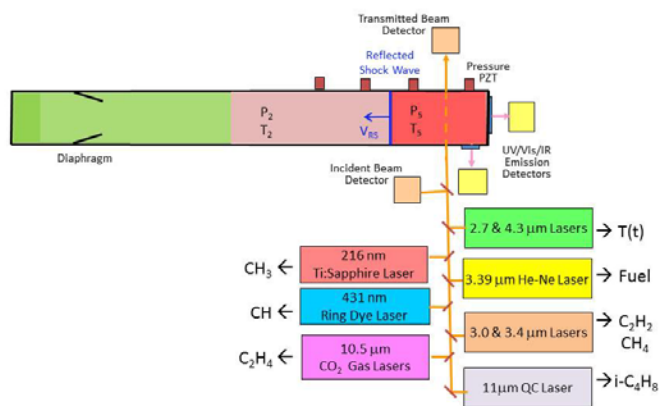 Transmitted Beam
Detector
Reflected
Shock Wave
Pressure
PZT
P2
T2
VRS
P5
T5
Diaphragm
Incident Beam
Detector
UV/Vis/IR
Emission
Detectors
2.7 & 4.3 μm Lasers
T(t)
216 nm
Ti:Sapphire Laser
CH3
3.39 μm He-Ne Laser
Fuel
431 nm
Ring Dye Laser
CH
3.0 & 3.4 μm Lasers
C2H2
CH4
10.5 μm
CO2 Gas Lasers
C2H4
11μm QC Laser
i-C4H8